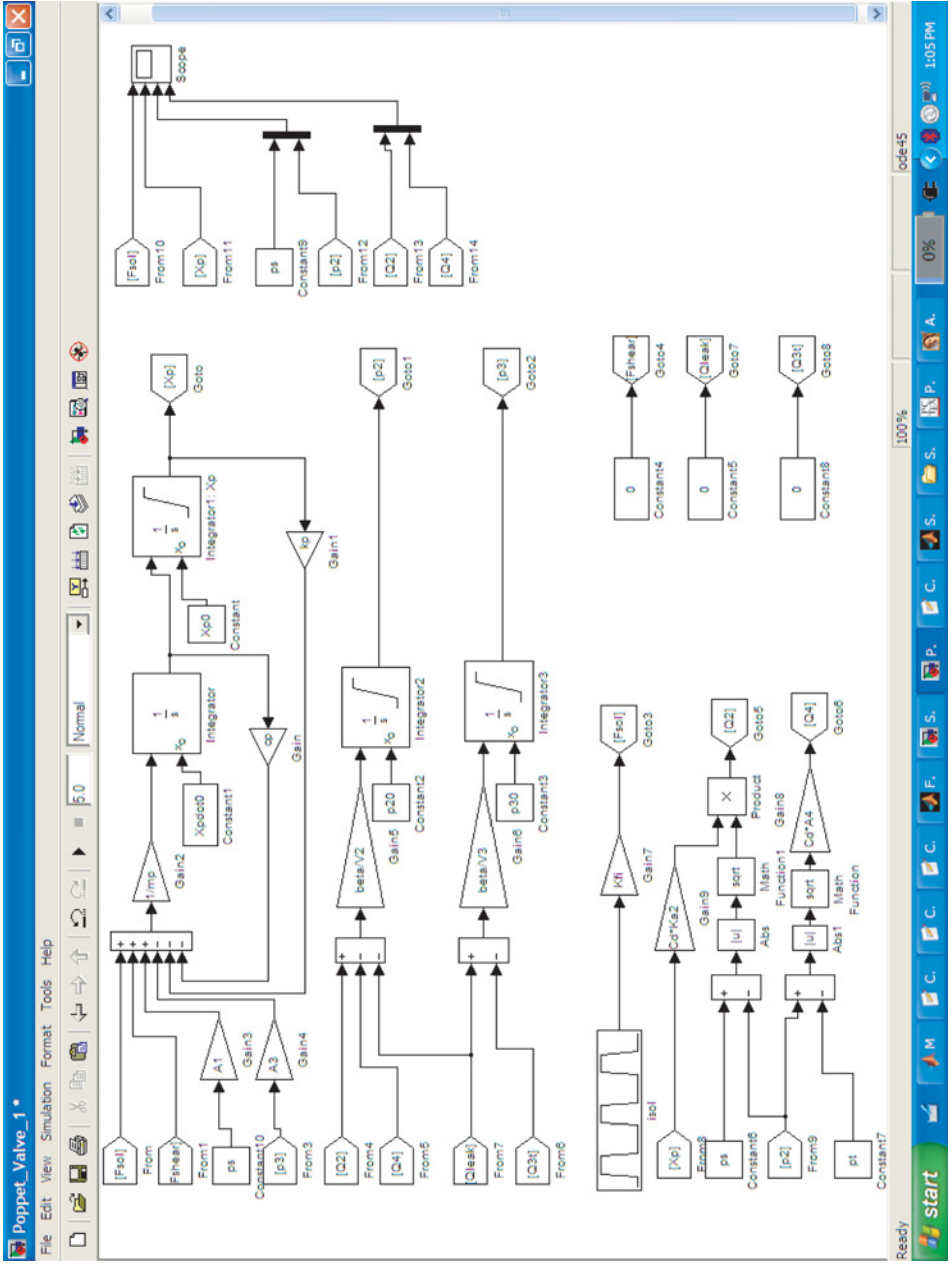 Poppet_Valve_1 *
File Edit View Simulation Format Tools Help
5.0
Normal
[Fsol]
From
Fshear]
From1
ps
Constant10
[p3]
From3
A1
Gain3
A3
Gain4
+
+
+
-
-
-
1/mp
Gain2
Xpdot0
Constant1
1
s
xo
Integrator
cp
Gain
Xp0
Constant
1
s
xo
Integrator1: Xp
kp
Gain1
[Xp]
Goto
[Q2]
From4
[Q4]
From5
+
-
-
beta/V2
Gain5
p20
Constant2
1
s
xo
Integrator2
[p2]
Goto1
[Qleak]
From7
[Q3t]
From6
+
-
beta/V3
Gain6
p30
Constant3
1
s
xo
Integrator3
[p3]
Goto2
isol
Kfi
Gain7
[Fsol]
Goto3
[Xp]
From8
Cd*Ka2
Gain9
ps
Constant6
+
-
|u|
Abs
sqrt
Math
Function1
X
Product
[Q2]
Goto5
[p2]
From9
pt
Constant7
+
-
|u|
Abs1
sqrt
Math
Function
Cd*A4
Gain8
[Q4]
Goto6
0
Constant4
[Fshear]
Goto4
0
Constant5
[Qleak]
Goto7
0
Constant8
[Q3t]
Goto8
[Fsol]
From10
[Xp]
From11
ps
Constant9
[p2]
From12
[Q2]
From13
[Q4]
From14
Scope
Ready
100%
ode45
start
M
C.
C.
C.
F.
S.
P.
C.
S.
S.
P.
A.
0%
1:05 PM